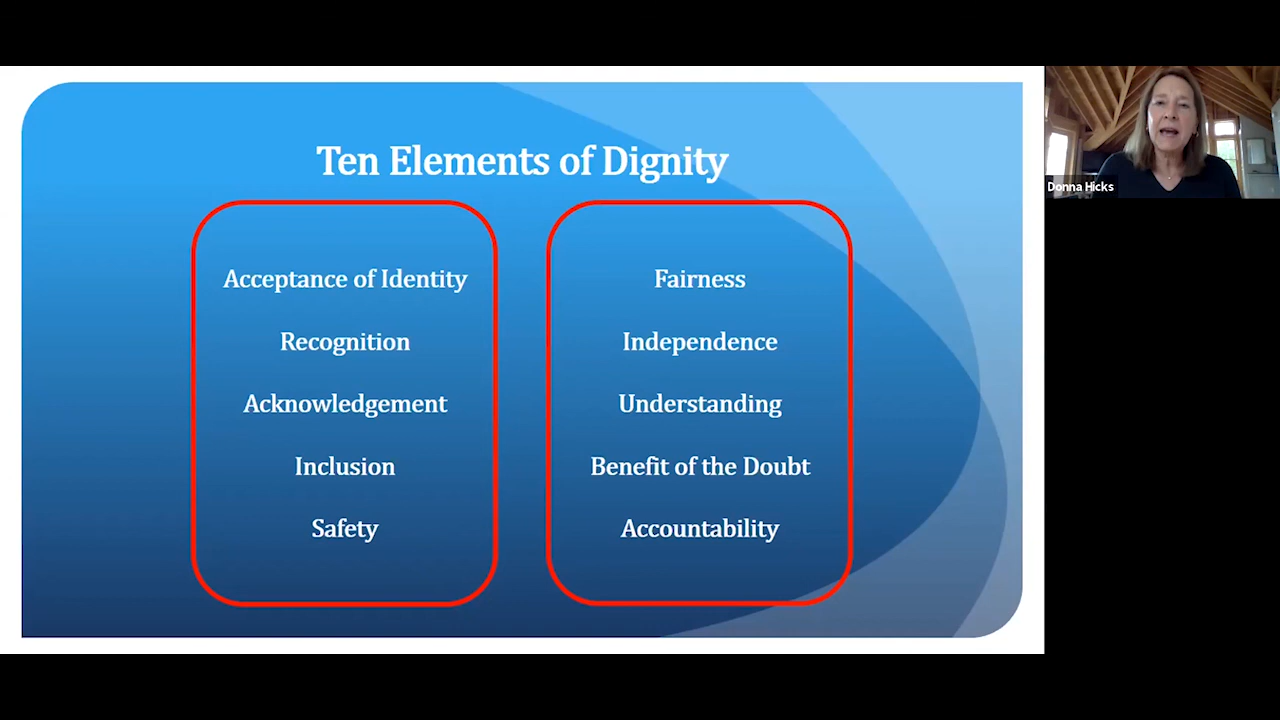 Ten Elements of Dignity
Acceptance of Identity
Recognition
Acknowledgement
Inclusion
Safety
Fairness
Independence
Understanding
Benefit of the Doubt
Accountability
Donna Hicks